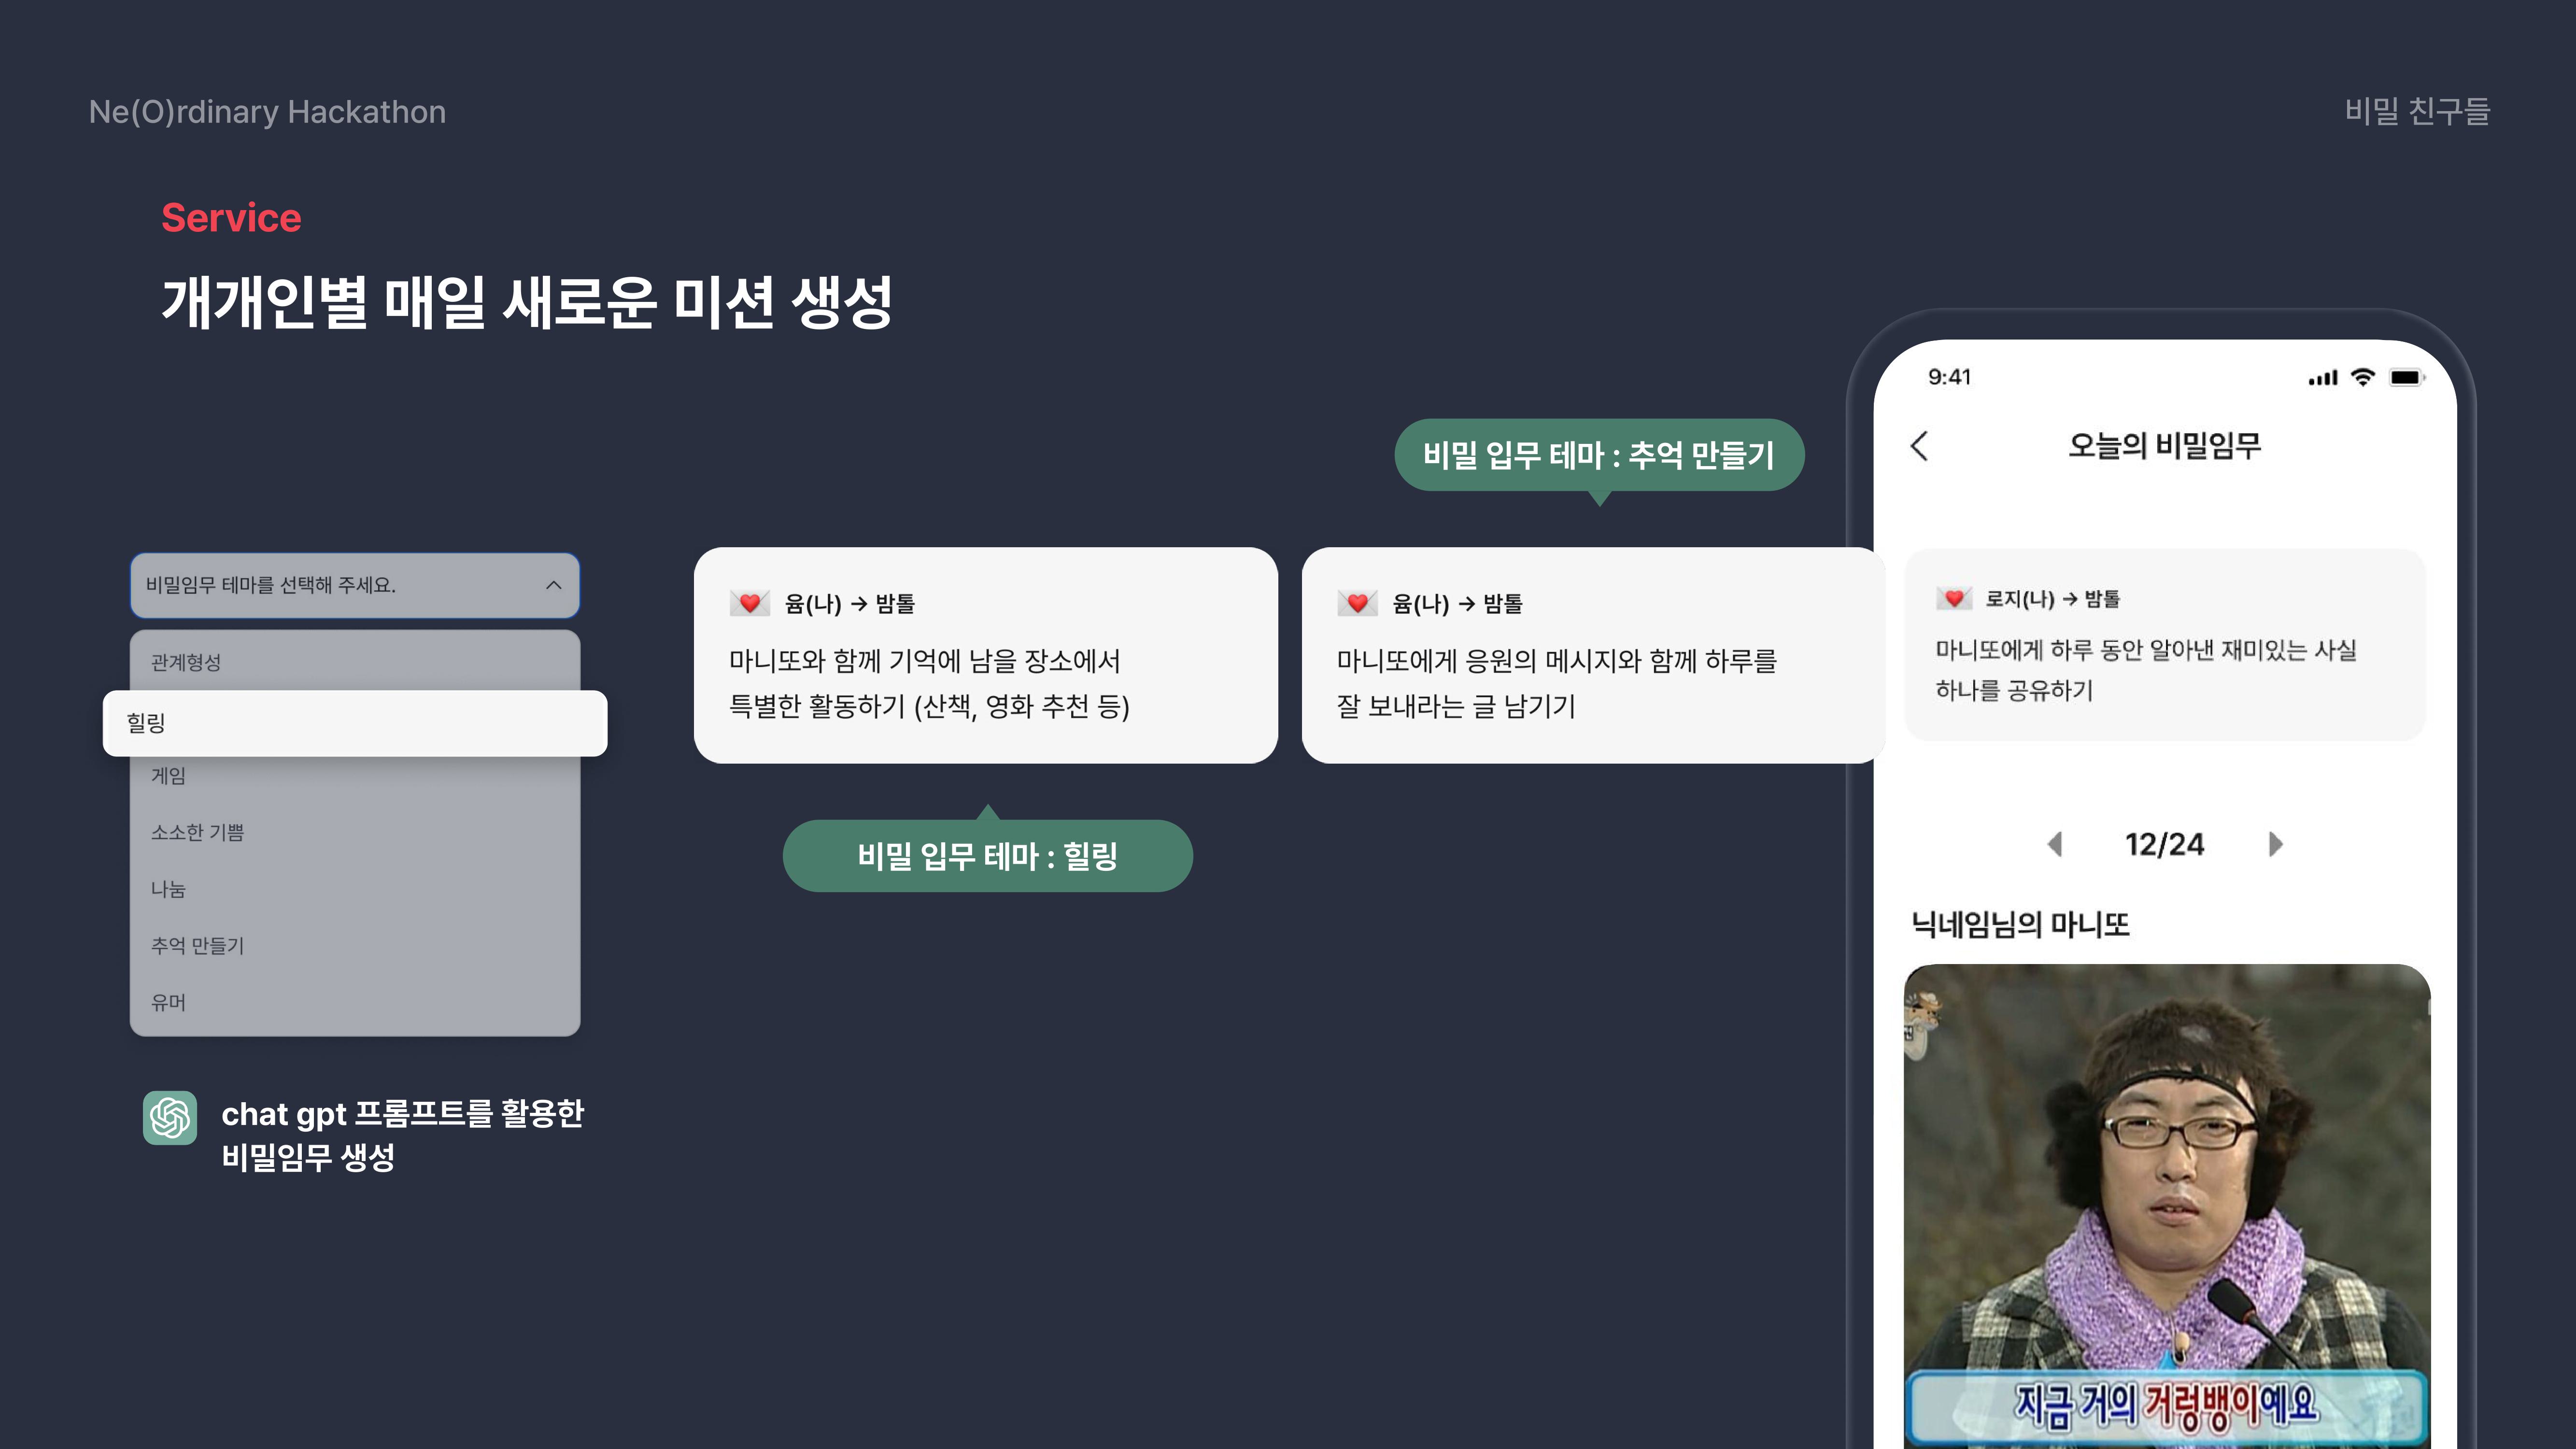 Ne(O)rdinary Hackathon
비밀 친구들
Service
개개인별 매일 새로운 미션 생성
비밀임무 테마를 선택해 주세요.
관계형성
힐링
게임
소소한 기쁨
나눔
추억 만들기
유머
chat gpt 프롬프트를 활용한
비밀임무 생성
윰(나) → 밤톨
마니또와 함께 기억에 남을 장소에서
특별한 활동하기 (산책, 영화 추천 등)
비밀 입무 테마 : 힐링
비밀 입무 테마 : 추억 만들기
윰(나) → 밤톨
마니또에게 응원의 메시지와 함께 하루를
잘 보내라는 글 남기기
9:41
오늘의 비밀임무
로지(나) → 밤톨
마니또에게 하루 동안 알아낸 재미있는 사실
하나를 공유하기
12/24
닉네임님의 마니또
지금 거의 거렁뱅이예요